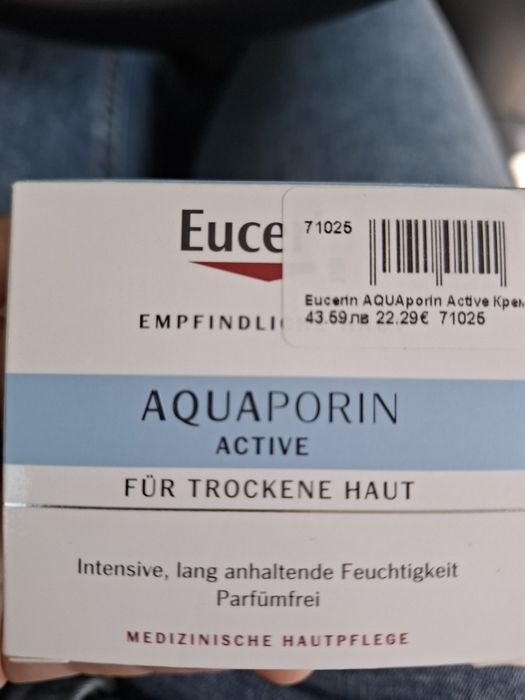 Euce
71025
Eucerin AQUAporin Active Кре
43.59лв 22.29€ 71025
EMPFINDLI
AQUAPORIN
ACTIVE
FÜR TROCKENE HAUT
Intensive, lang anhaltende Feuchtigkeit
Parfümfrei
MEDIZINISCHE HAUTPFLEGE